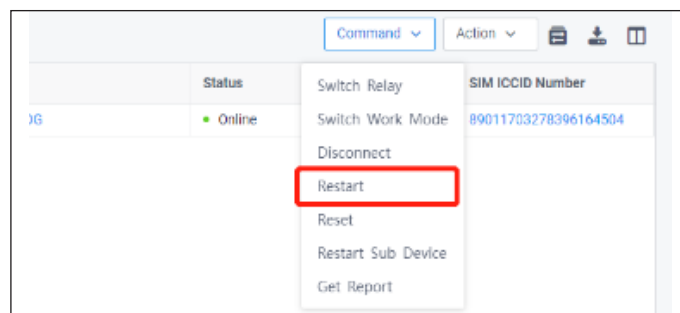 Command Action
Status SIM ICCID Number
Online 89011703278396164504
Switch Relay
Switch Work Mode
Disconnect
Restart
Reset
Restart Sub Device
Get Report